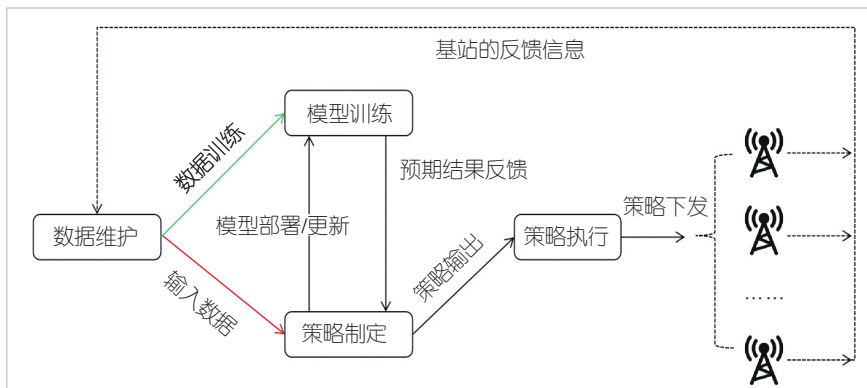 基站的反馈信息
模型训练
数据训练
预期结果反馈
策略下发
数据维护
模型部署/更新
策略输出
策略执行
输入数据
策略制定
……